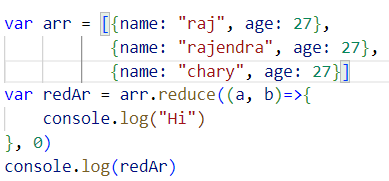 var arr = [{name: "raj", age: 27},
{name: "rajendra", age: 27},
{name: "chary", age: 27}]
var redAr = arr.reduce((a, b)=>{
console.log("Hi")
}, 0)
console.log(redAr)